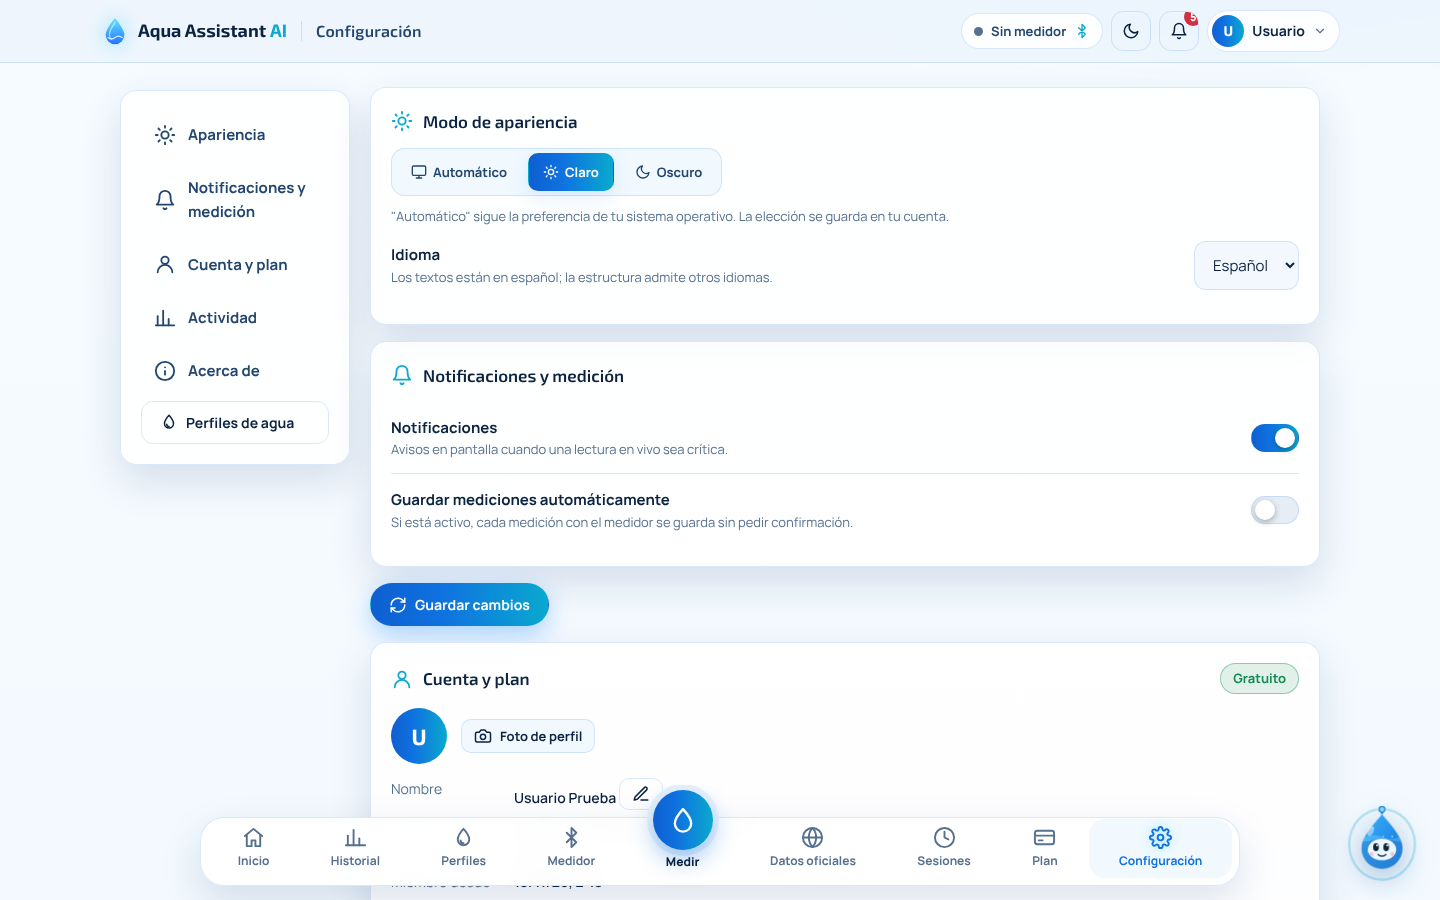 Aqua Assistant AI
Configuración
Sin medidor
U
Usuario
Apariencia
Notificaciones y
medición
Cuenta y plan
Actividad
Acerca de
Perfiles de agua
Modo de apariencia
Automático
Claro
Oscuro
"Automático" sigue la preferencia de tu sistema operativo. La elección se guarda en tu cuenta.
Idioma
Los textos están en español; la estructura admite otros idiomas.
Español
Notificaciones y medición
Notificaciones
Avisos en pantalla cuando una lectura en vivo sea crítica.
Guardar mediciones automáticamente
Si está activo, cada medición con el medidor se guarda sin pedir confirmación.
Guardar cambios
Cuenta y plan
Gratuito
U
Foto de perfil
Nombre
Usuario Prueba
Inicio
Historial
Perfiles
Medidor
Medir
Datos oficiales
Sesiones
Plan
Configuración